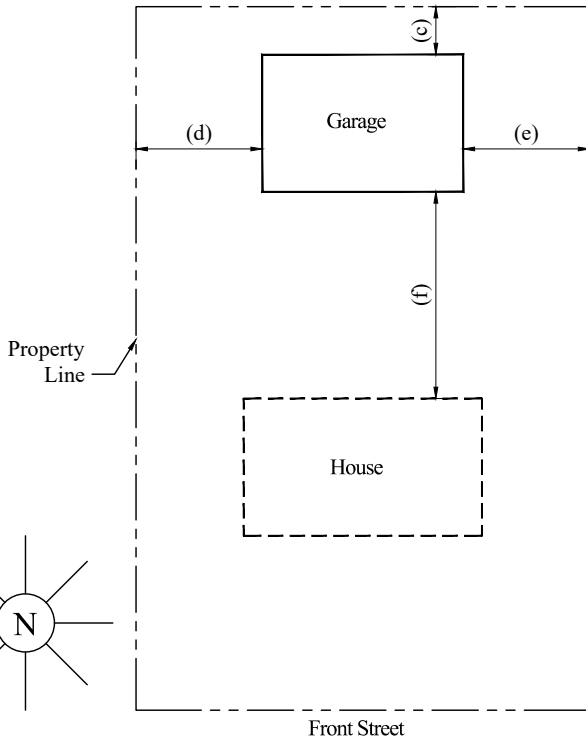 (c)
Garage
(d)
(e)
(f)
Property
Line
House
N
Front Street